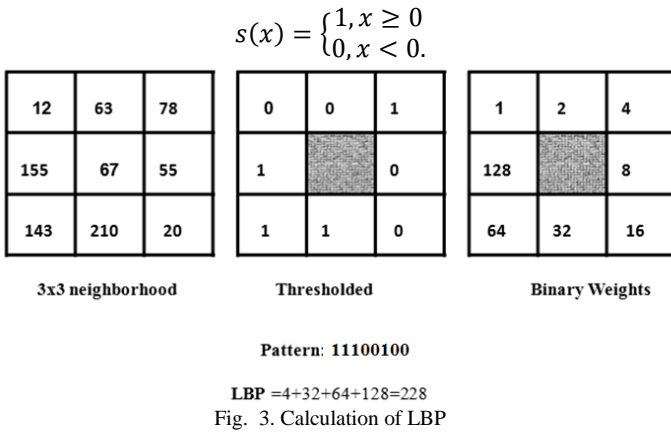 s(x) = {1, x ≥ 0
0, x < 0.
12 63 78 0 0 1 1 2 4
155 67 55 1 0 128 8
143 210 20 1 1 0 64 32 16
3x3 neighborhood Thresholded Binary Weights
Pattern: 11100100
LBP =4+32+64+128=228
Fig. 3. Calculation of LBP